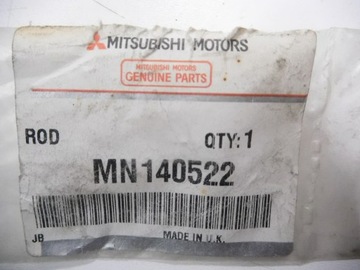 MITSUBISHI MOTORS
MITSUBISHI MOTORS
GENUINE PARTS
ROD QTY:1
MN140522
JB MADE IN U.K.